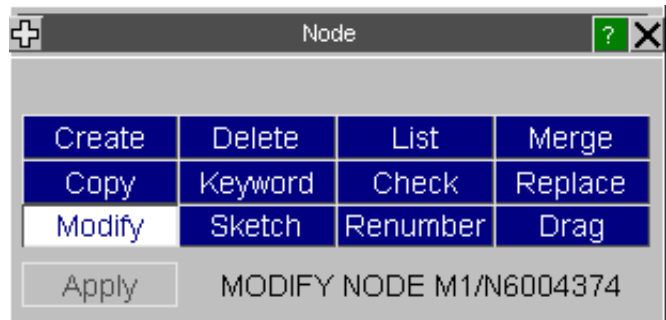 Node ?
Create Delete List Merge
Copy Keyword Check Replace
Modify Sketch Renumber Drag
Apply MODIFY NODE M1/N6004374